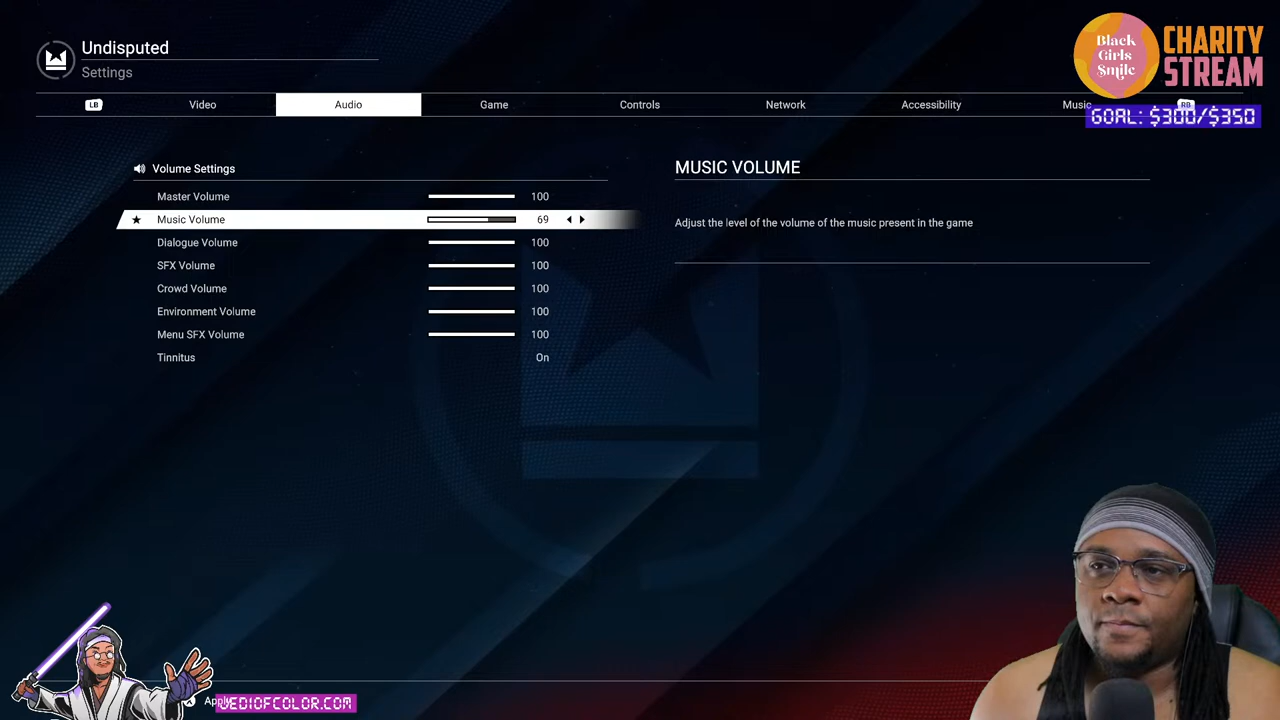 Undisputed
Settings
Black
Girls
Smile
CHARITY
STREAM
GOAL: $300/$350
LB
Video
Audio
Game
Controls
Network
Accessibility
Music
RB
Volume Settings
Master Volume 100
Music Volume 69
Dialogue Volume 100
SFX Volume 100
Crowd Volume 100
Environment Volume 100
Menu SFX Volume 100
Tinnitus On
MUSIC VOLUME
Adjust the level of the volume of the music present in the game
JEDIOFCOLOR.COM